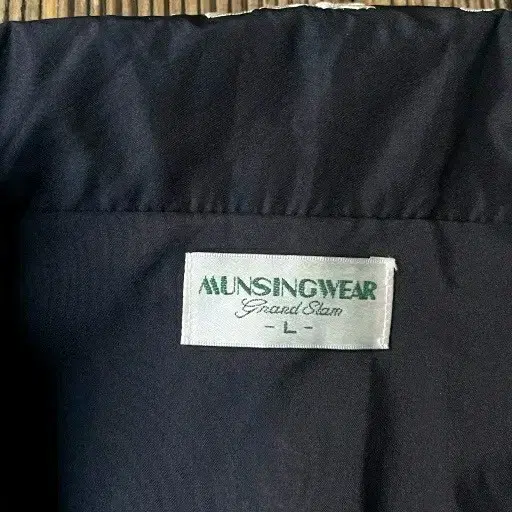 MUNSINGWEAR
Grand Slam
- L -